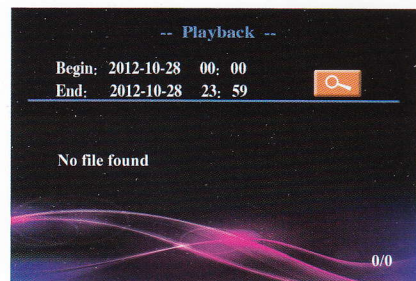 -- Playback --
Begin: 2012-10-28 00: 00
End: 2012-10-28 23: 59
No file found
0/0